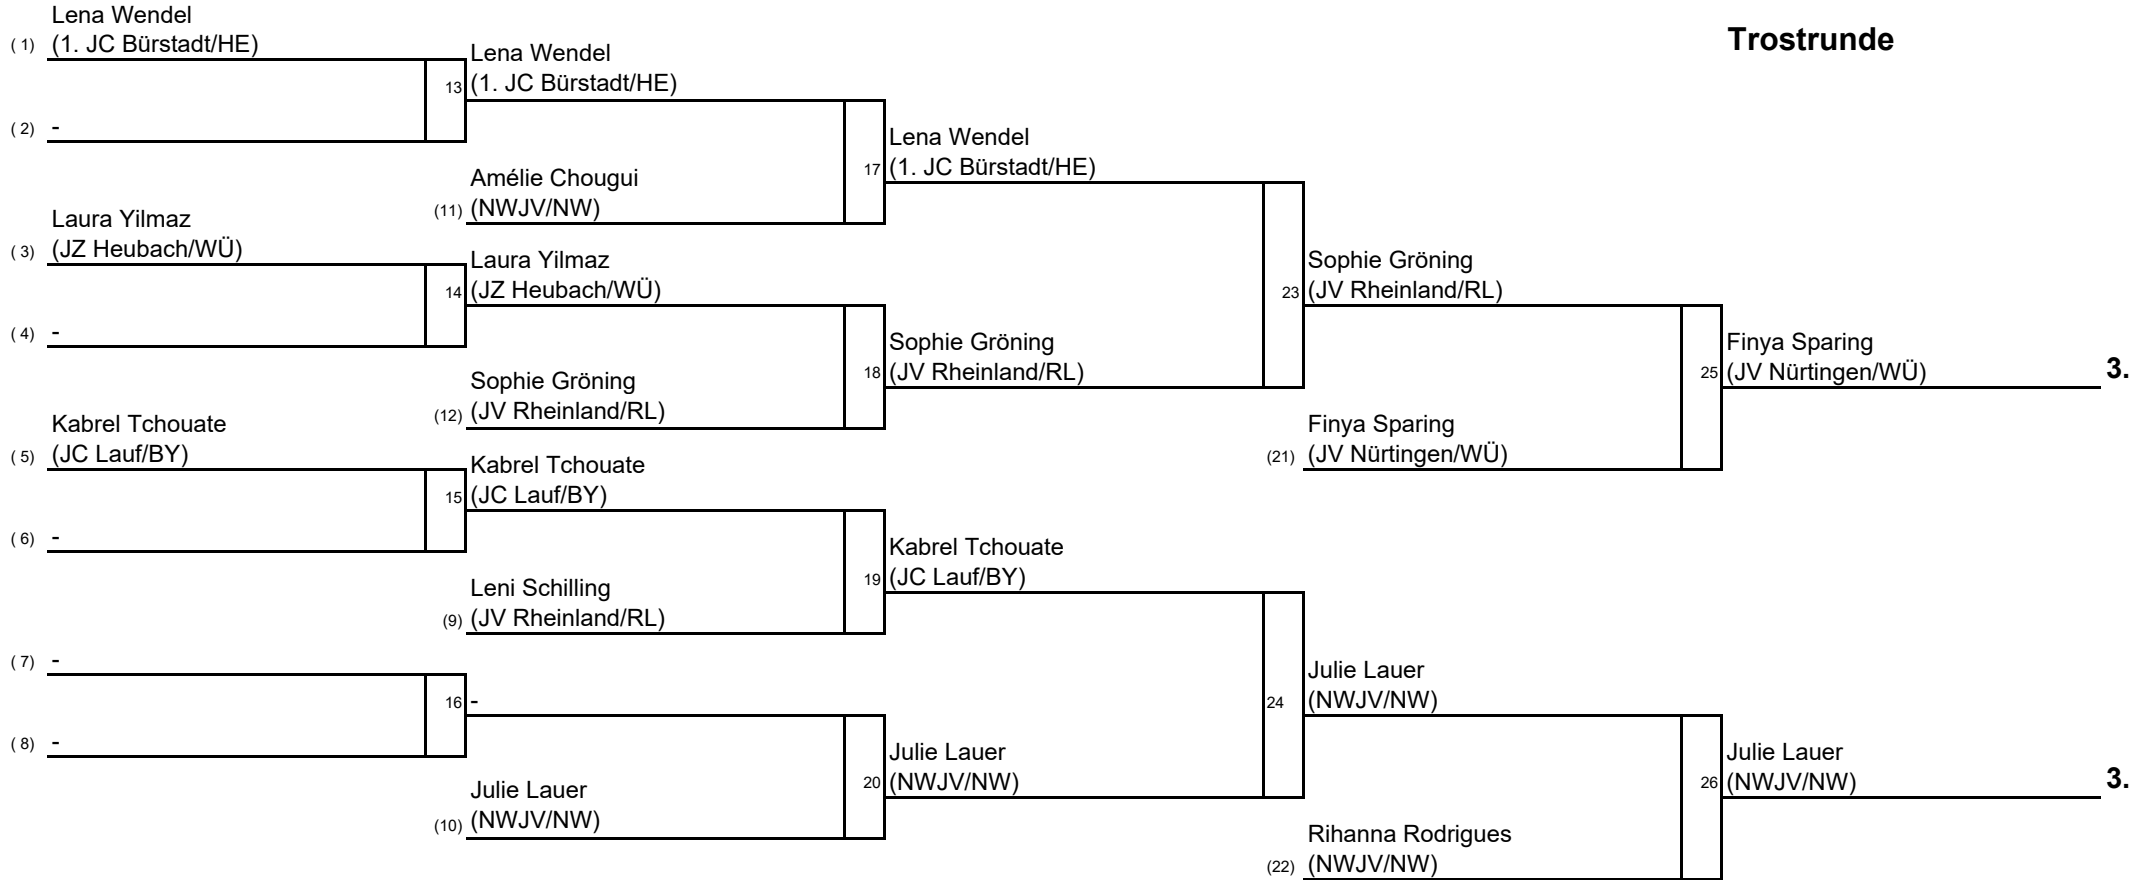 Trostrunde
Lena Wendel
( 1) (1. JC Bürstadt/HE)
( 2) -
Laura Yilmaz
( 3) (JZ Heubach/WÜ)
( 4) -
Kabrel Tchouate
( 5) (JC Lauf/BY)
( 6) -
( 7) -
( 8) -
Lena Wendel
13 (1. JC Bürstadt/HE)
Amélie Chougui
(11) (NWJV/NW)
Laura Yilmaz
14 (JZ Heubach/WÜ)
Sophie Gröning
(12) (JV Rheinland/RL)
Kabrel Tchouate
15 (JC Lauf/BY)
Leni Schilling
(9) (JV Rheinland/RL)
16 -
Julie Lauer
(10) (NWJV/NW)
Lena Wendel
17 (1. JC Bürstadt/HE)
Sophie Gröning
18 (JV Rheinland/RL)
Kabrel Tchouate
19 (JC Lauf/BY)
Julie Lauer
20 (NWJV/NW)
Sophie Gröning
23 (JV Rheinland/RL)
Finya Sparing
(21) (JV Nürtingen/WÜ)
Julie Lauer
24 (NWJV/NW)
Rihanna Rodrigues
(22) (NWJV/NW)
Finya Sparing
25 (JV Nürtingen/WÜ) 3.
Julie Lauer
26 (NWJV/NW) 3.